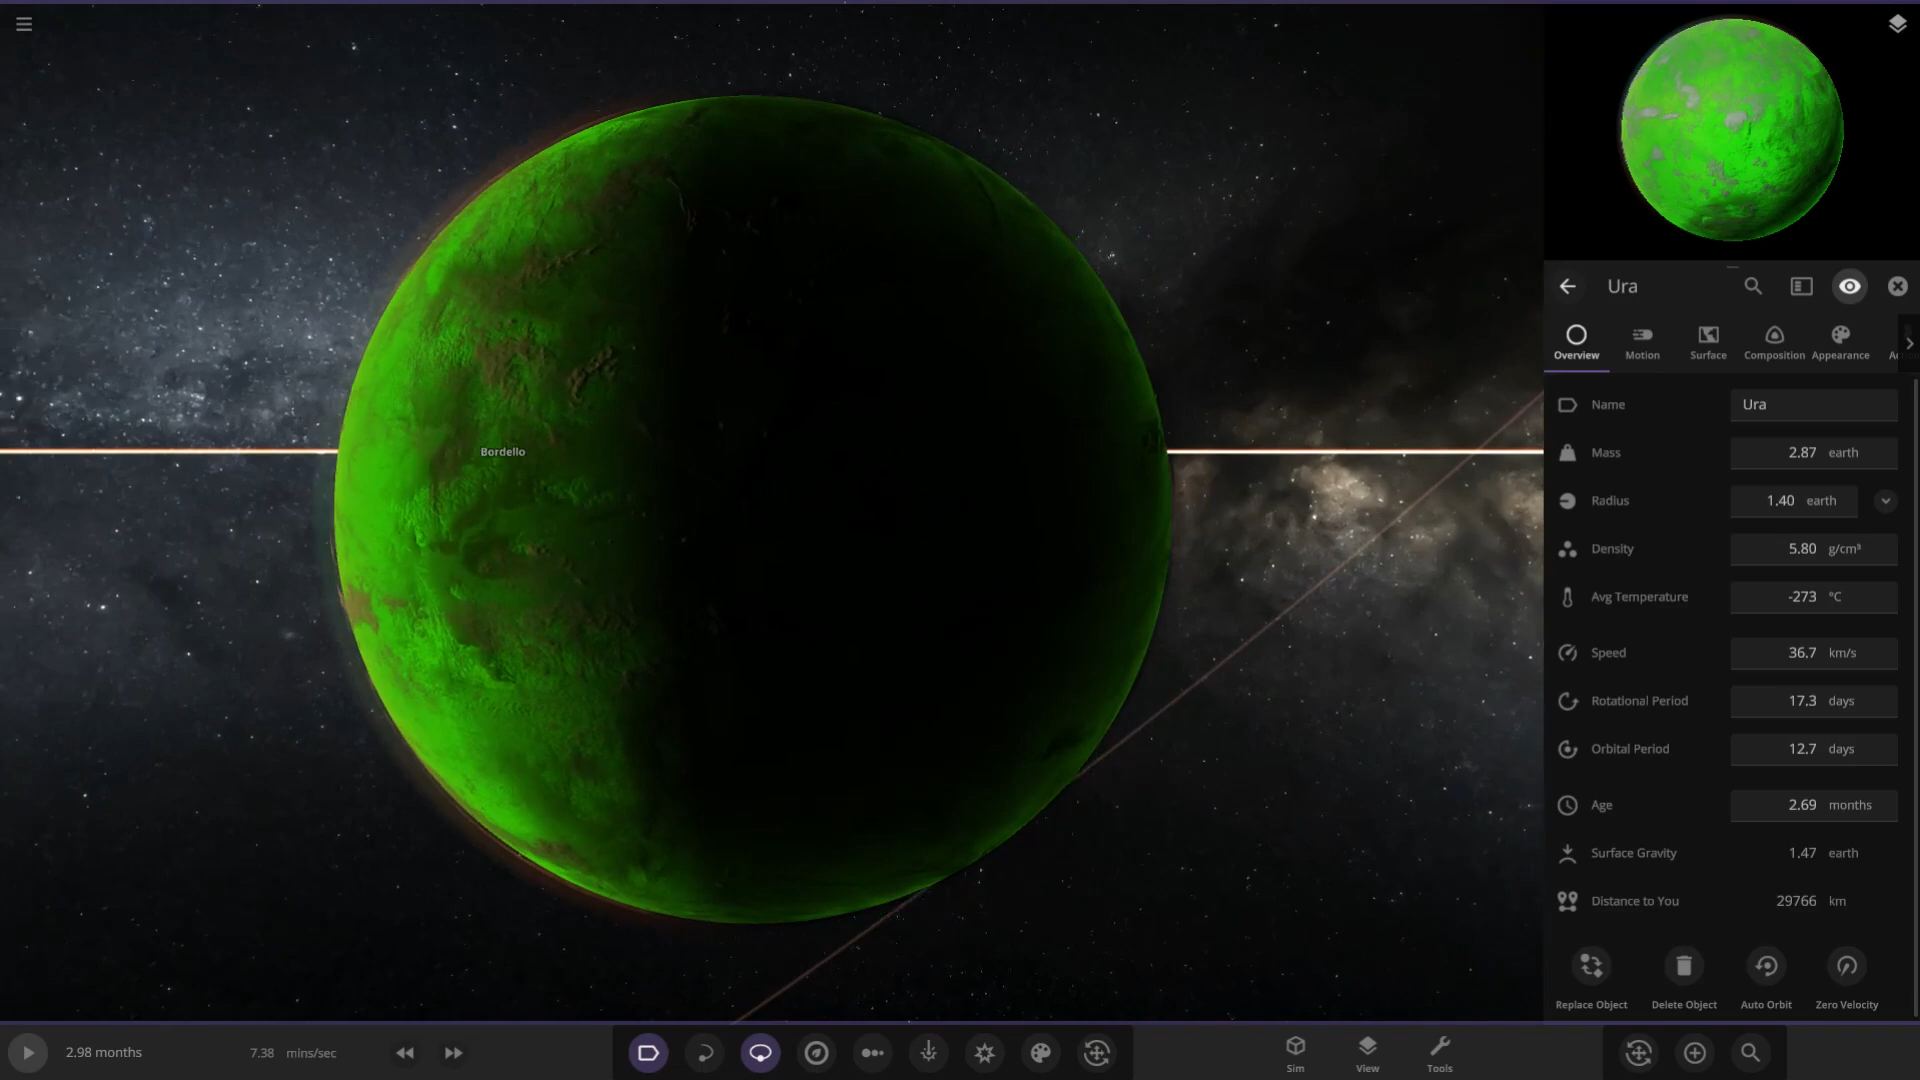 Ura
Overview
Motion
Surface
Composition
Appearance
Name
Ura
Mass
2.87 earth
Radius
1.40 earth
Density
5.80 g/cm³
Avg Temperature
-273 °C
Speed
36.7 km/s
Rotational Period
17.3 days
Orbital Period
12.7 days
Age
2.69 months
Surface Gravity
1.47 earth
Distance to You
29766 km
Replace Object
Delete Object
Auto Orbit
Zero Velocity
Bordello
2.98 months
7.38 mins/sec
Sim
View
Tools